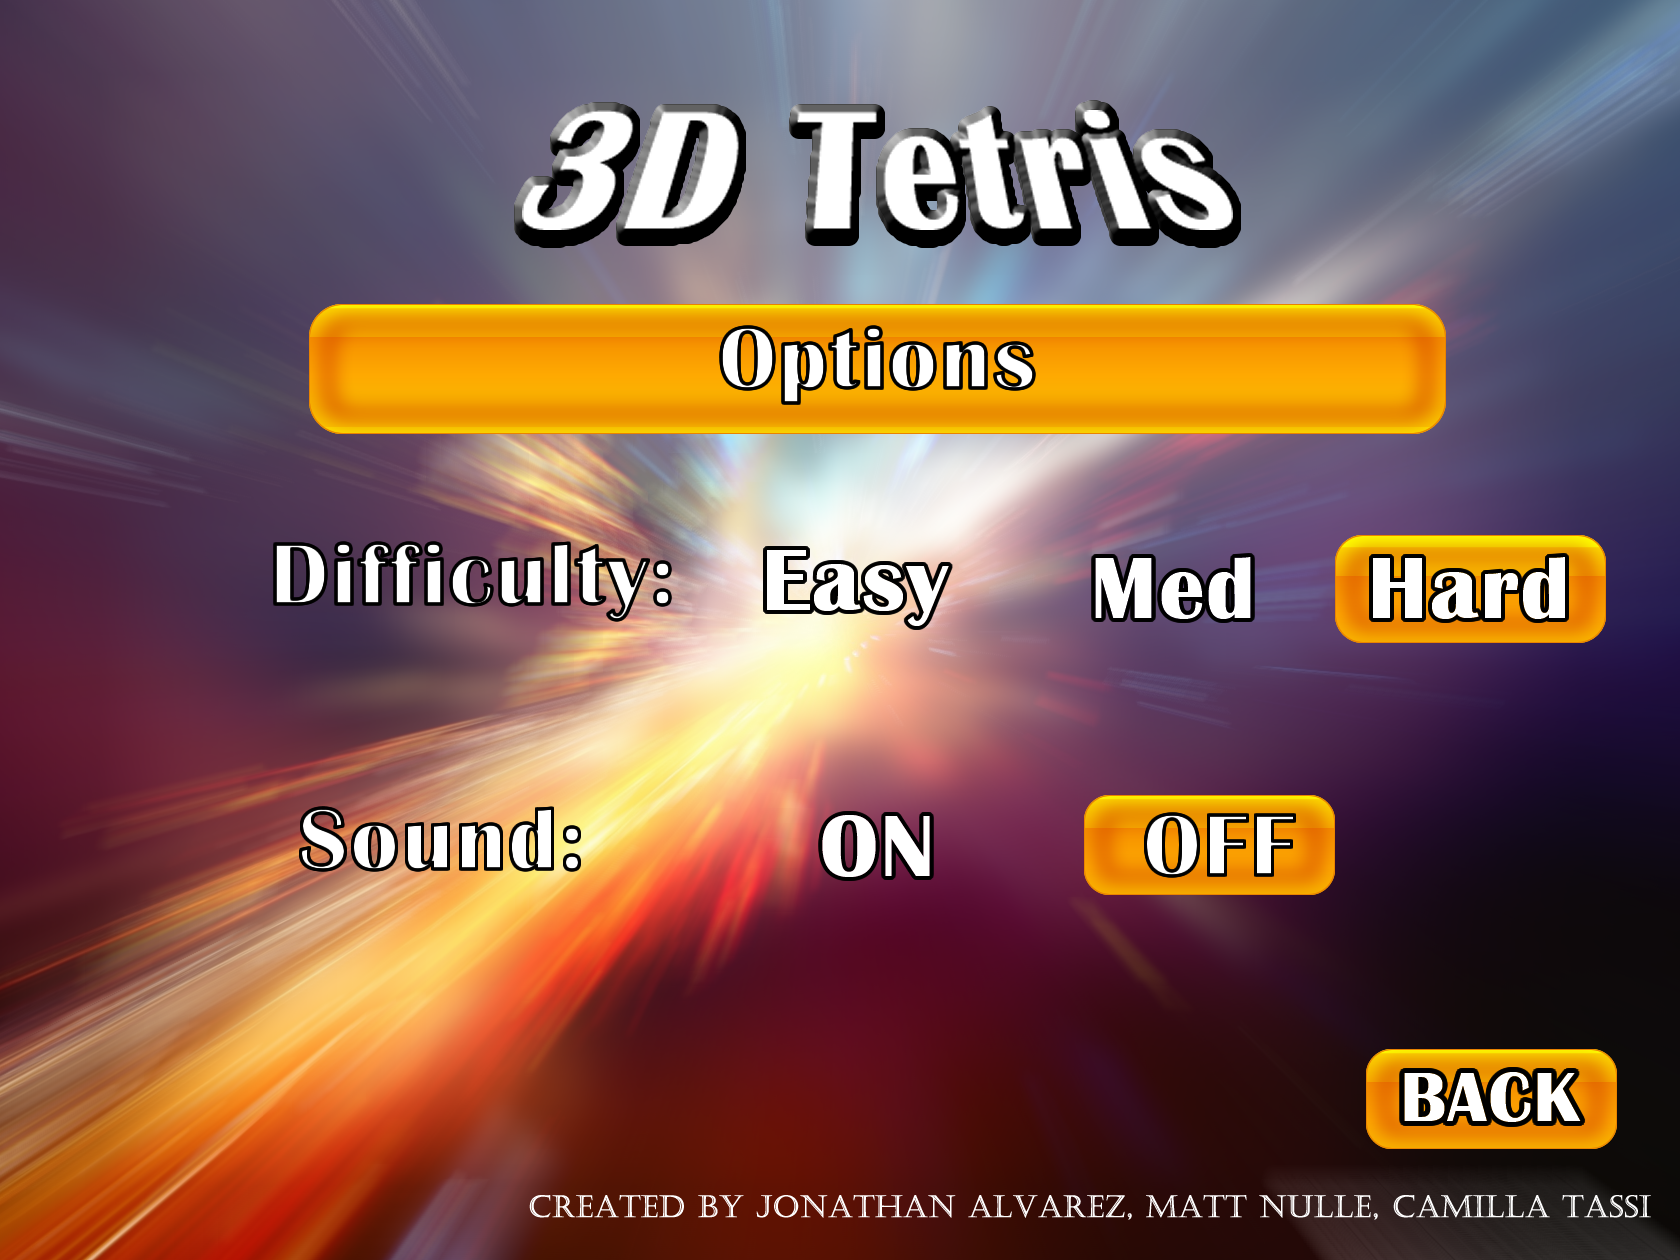 3D Tetris
Options
Difficulty: Easy Med Hard
Sound: ON OFF
BACK
CREATED BY JONATHAN ALVAREZ, MATT NULLE, CAMILLA TASSI